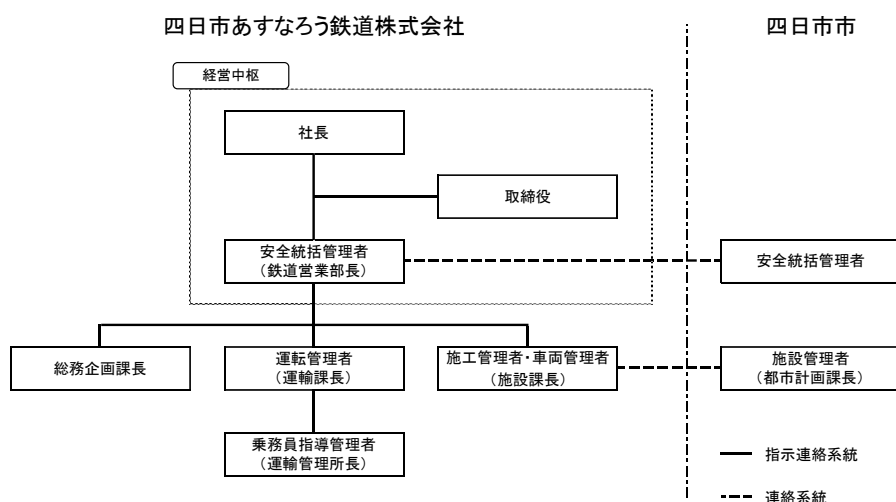 四日市あすなろう鉄道株式会社
四日市市
経営中枢
社長
取締役
安全統括管理者
（鉄道営業部長）
安全統括管理者
総務企画課長
運転管理者
（運輸課長）
施工管理者・車両管理者
（施設課長）
施設管理者
（都市計画課長）
乗務員指導管理者
（運輸管理所長）
指示連絡系統
連絡系統